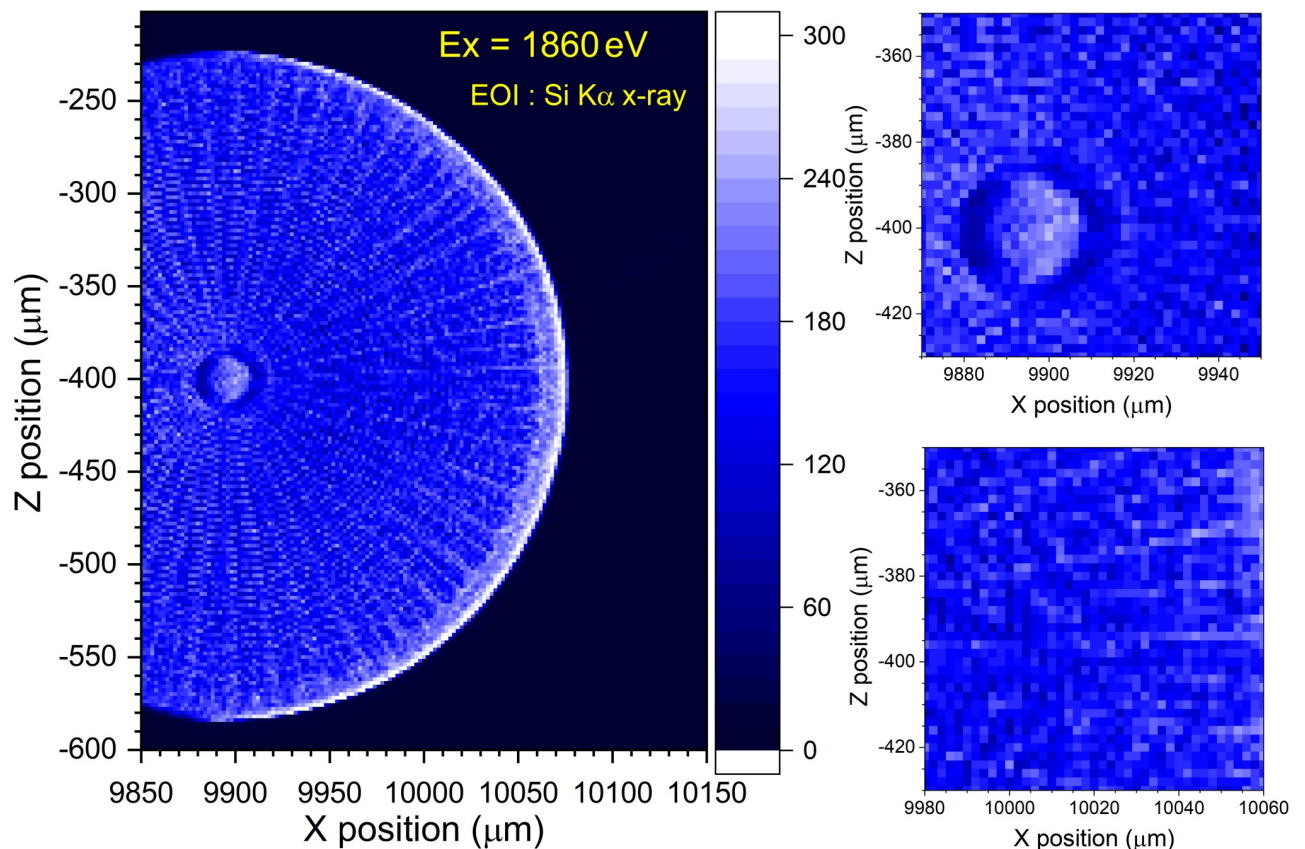 Ex = 1860 eV
EOI : Si Kα x-ray
-250
-300
-350
-400
-450
-500
-550
-600
Z position (μm)
9850 9900 9950 10000 10050 10100 10150
X position (μm)
300
240
180
120
60
0
-360
-380
-400
-420
Z position (μm)
9880 9900 9920 9940
X position (μm)
-360
-380
-400
-420
Z position (μm)
9980 10000 10020 10040 10060
X position (μm)